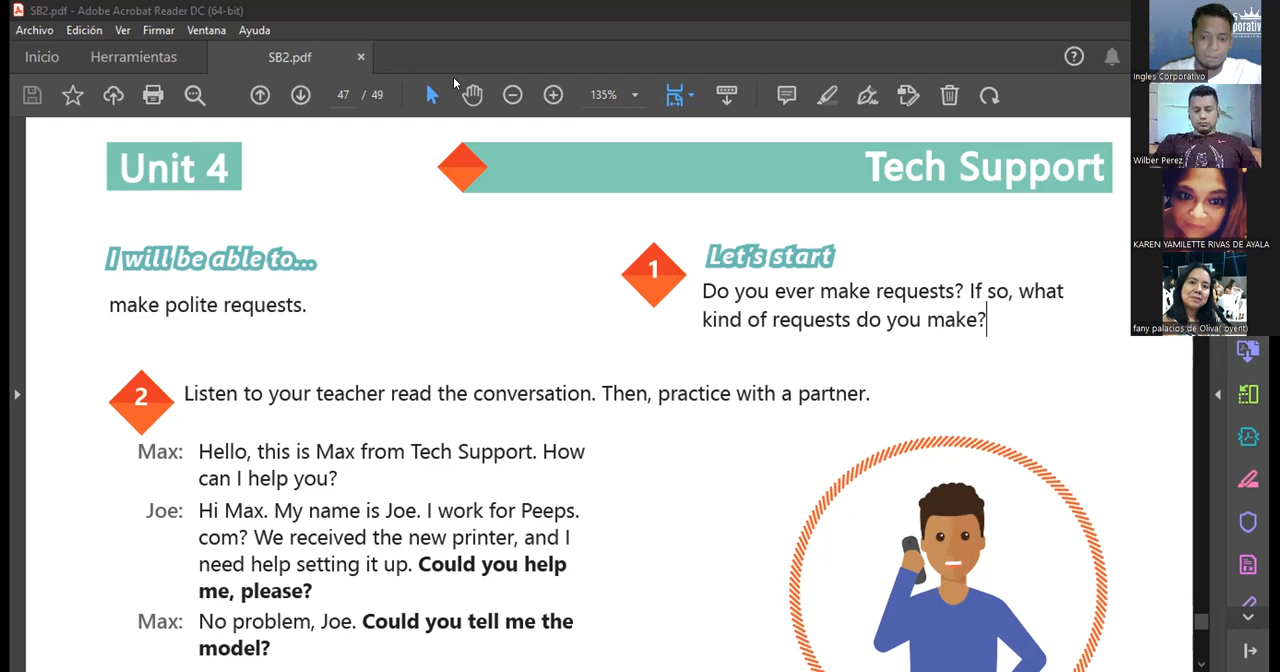 SB2.pdf - Adobe Acrobat Reader DC (64-bit)
Archivo Edición Ver Firmar Ventana Ayuda
Inicio Herramientas SB2.pdf
47 / 49 135%
Unit 4 Tech Support
I will be able to...
make polite requests.
1 Let's start
Do you ever make requests? If so, what
kind of requests do you make?
2 Listen to your teacher read the conversation. Then, practice with a partner.
Max: Hello, this is Max from Tech Support. How
can I help you?
Joe: Hi Max. My name is Joe. I work for Peeps.
com? We received the new printer, and I
need help setting it up. Could you help
me, please?
Max: No problem, Joe. Could you tell me the
model?
Ingles Corporativo
Wilber Perez
KAREN YAMILETTE RIVAS DE AYALA
fany palacios de Oliva( oyent)